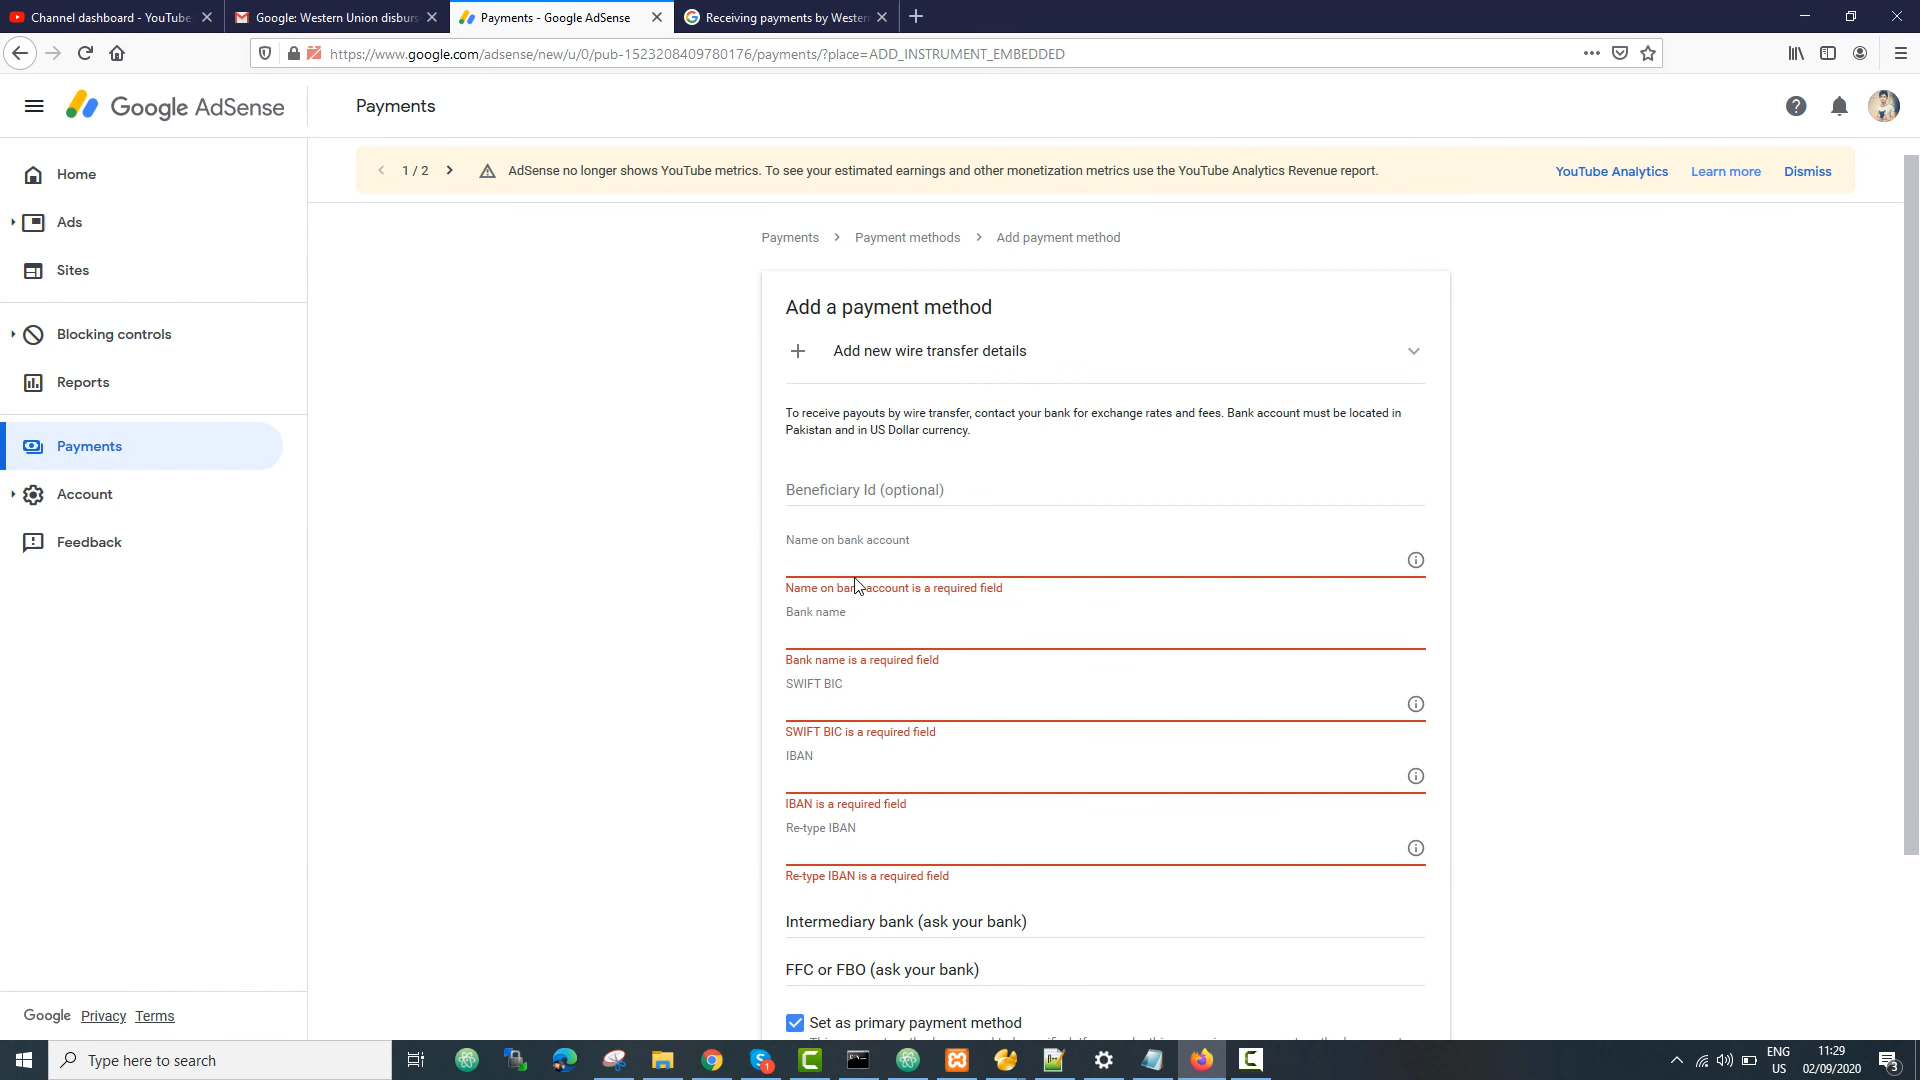 Channel dashboard - YouTube
Google: Western Union disburs
Payments - Google AdSense
Receiving payments by Wester
https://www.google.com/adsense/new/u/0/pub-1523208409780176/payments/?place=ADD_INSTRUMENT_EMBEDDED
Google AdSense
Payments
1 / 2
AdSense no longer shows YouTube metrics. To see your estimated earnings and other monetization metrics use the YouTube Analytics Revenue report.
YouTube Analytics
Learn more
Dismiss
Home
Ads
Sites
Blocking controls
Reports
Payments
Account
Feedback
Google Privacy Terms
Payments > Payment methods > Add payment method
Add a payment method
Add new wire transfer details
To receive payouts by wire transfer, contact your bank for exchange rates and fees. Bank account must be located in
Pakistan and in US Dollar currency.
Beneficiary Id (optional)
Name on bank account
Name on bank account is a required field
Bank name
Bank name is a required field
SWIFT BIC
SWIFT BIC is a required field
IBAN
IBAN is a required field
Re-type IBAN
Re-type IBAN is a required field
Intermediary bank (ask your bank)
FFC or FBO (ask your bank)
Set as primary payment method
Type here to search
1
ENG
US
11:29
02/09/2020
3